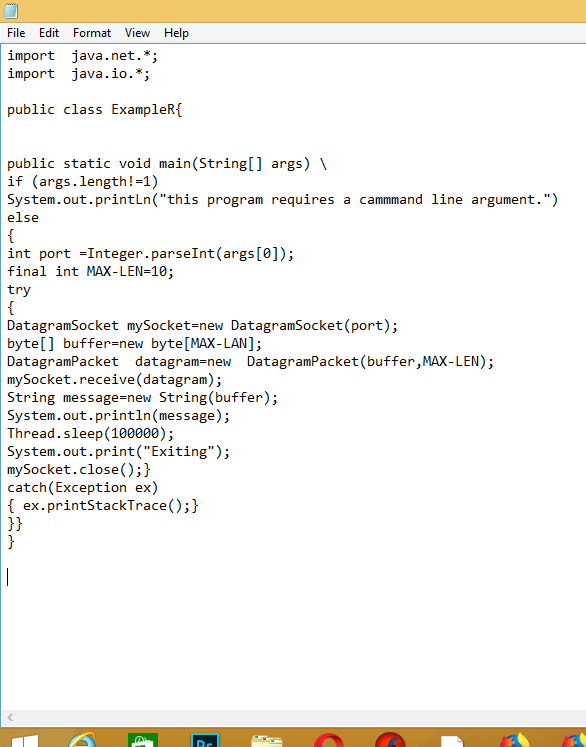 File Edit Format View Help
import  java.net.*;
import  java.io.*;
public class ExampleR{
public static void main(String[] args) \
if (args.length!=1)
System.out.printLn("this program requires a cammmand line argument.")
else
{
int port =Integer.parseInt(args[0]);
final int MAX-LEN=10;
try
{
DatagramSocket mySocket=new DatagramSocket(port);
byte[] buffer=new byte[MAX-LAN];
DatagramPacket  datagram=new  DatagramPacket(buffer,MAX-LEN);
mySocket.receive(datagram);
String message=new String(buffer);
System.out.println(message);
Thread.sleep(100000);
System.out.print("Exiting");
mySocket.close();}
catch(Exception ex)
{ ex.printStackTrace();}
}}
}